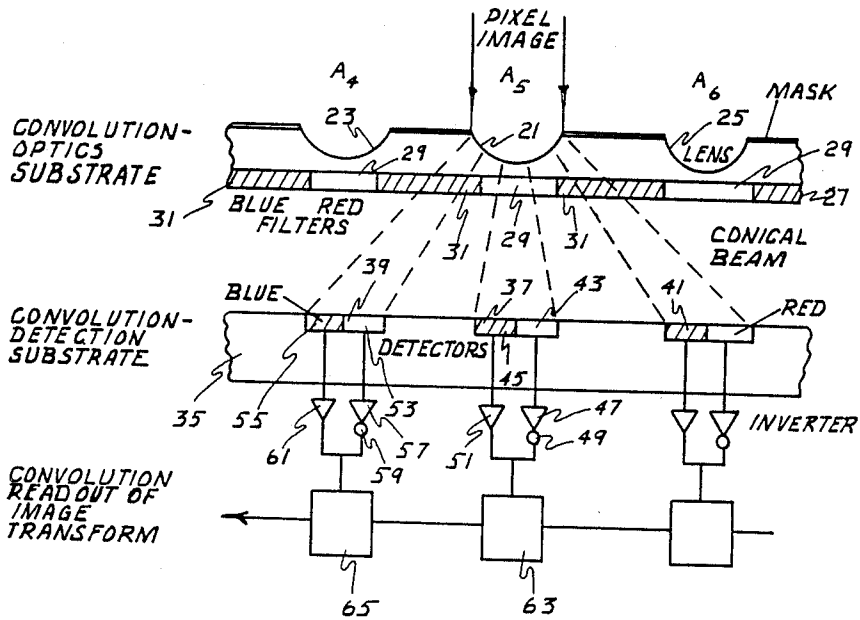 PIXEL
IMAGE
A4
A5
A6
MASK
23
21
25
CONVOLUTION-
OPTICS
SUBSTRATE
29
LENS
29
31
BLUE RED
FILTERS
31
29
31
27
CONICAL
BEAM
BLUE
39
37
43
41
RED
CONVOLUTION-
DETECTION
SUBSTRATE
DETECTORS
45
53
35
55
61
57
59
51
47
49
INVERTER
CONVOLUTION
READ OUT OF
IMAGE
TRANSFORM
65
63